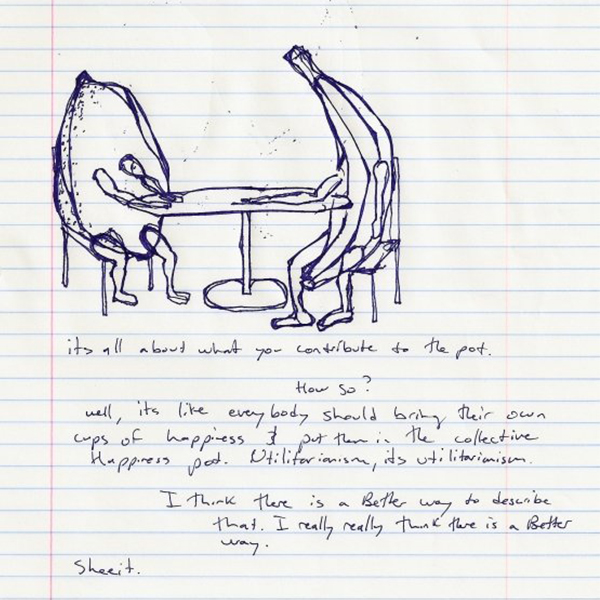 its all about what you contribute to the pot.
How so?
well, its like everybody should bring their own
cups of happiness & put them in the collective
Happiness pot. Utilitarianism, its utilitarianism.
I think there is a Better way to describe
that. I really really think there is a Better
way.
Sheeit.